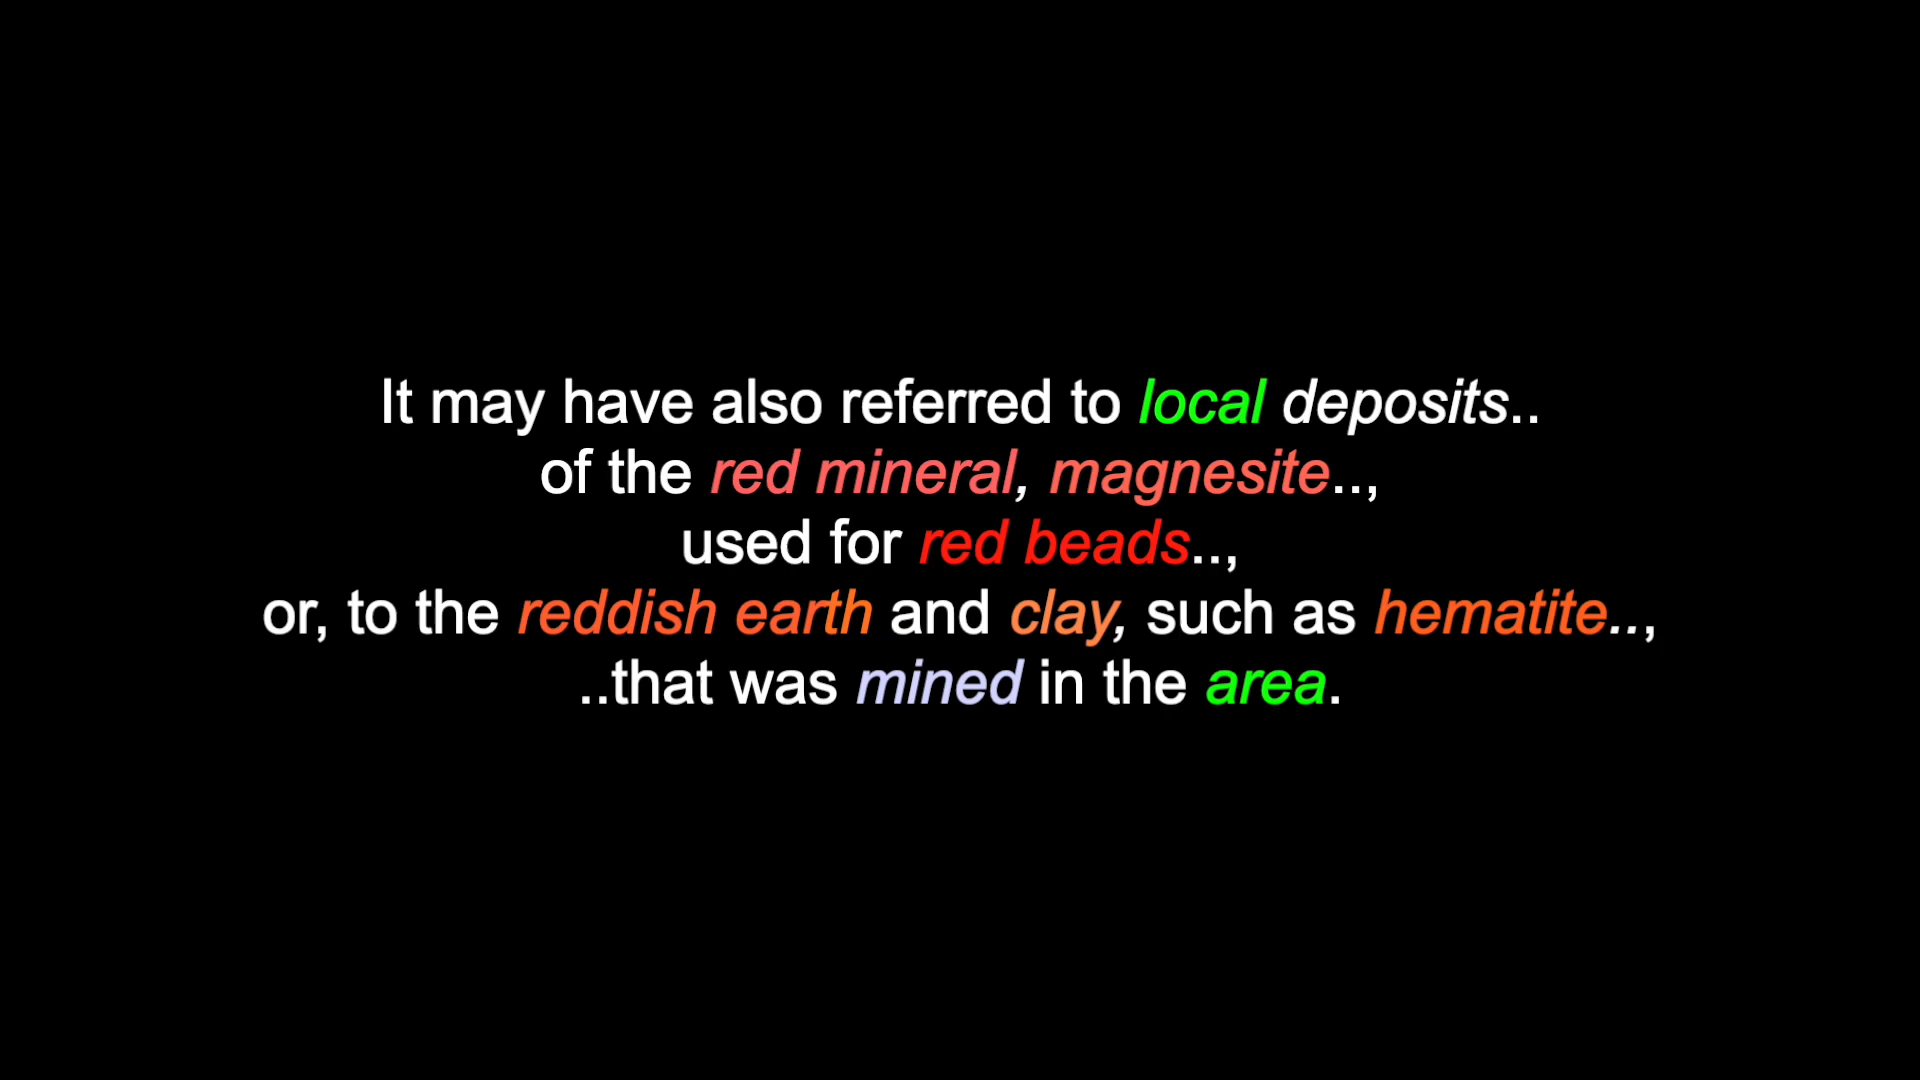 It may have also referred to local deposits..
of the red mineral, magnesite..,
used for red beads..,
or, to the reddish earth and clay, such as hematite..,
..that was mined in the area.